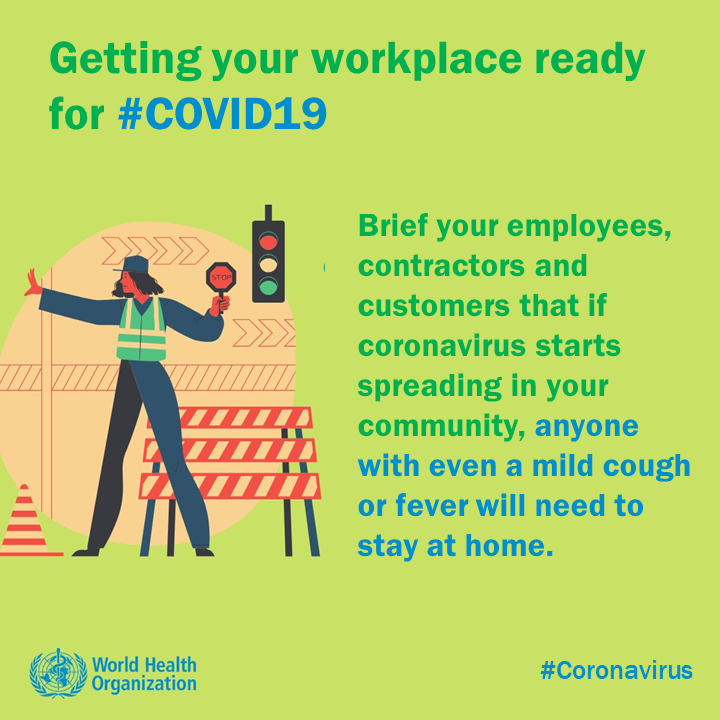 Getting your workplace ready
for #COVID19
STOP
Brief your employees,
contractors and
customers that if
coronavirus starts
spreading in your
community, anyone
with even a mild cough
or fever will need to
stay at home.
World Health
Organization
#Coronavirus